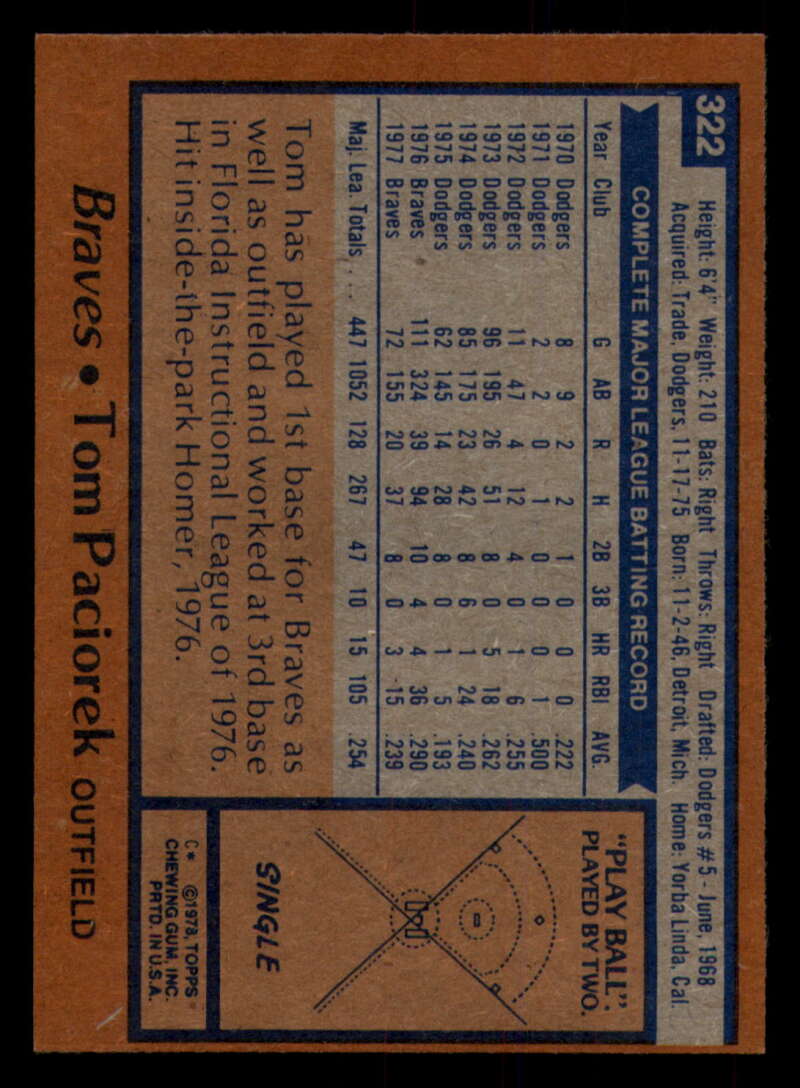 322
Height: 6'4" Weight: 210 Bats: Right Throws: Right Drafted: Dodgers #5 - June, 1968
Acquired: Trade, Dodgers, 11-17-75 Born: 11-2-46, Detroit, Mich. Home: Yorba Linda, Cal.
COMPLETE MAJOR LEAGUE BATTING RECORD
Year Club G AB R H 2B 3B HR RBI AVG.
1970 Dodgers 8 9 2 2 1 0 0 0 .222
1971 Dodgers 2 2 0 1 0 0 0 1 .500
1972 Dodgers 11 47 4 12 4 0 1 6 .255
1973 Dodgers 96 195 26 51 8 0 5 18 .262
1974 Dodgers 85 175 23 42 8 6 1 24 .240
1975 Dodgers 62 145 14 28 8 0 1 5 .193
1976 Braves 111 324 39 94 10 4 4 36 .290
1977 Braves 72 155 20 37 8 0 3 15 .239
Maj. Lea. Totals . . . 447 1052 128 267 47 10 15 105 .254
Tom has played 1st base for Braves as
well as outfield and worked at 3rd base
in Florida Instructional League of 1976.
Hit inside-the-park Homer, 1976.
"PLAY BALL".
PLAYED BY TWO.
SINGLE
C* ©1978, TOPPS
CHEWING GUM, INC.
PRTD. IN U.S.A.
Braves • Tom Paciorek OUTFIELD